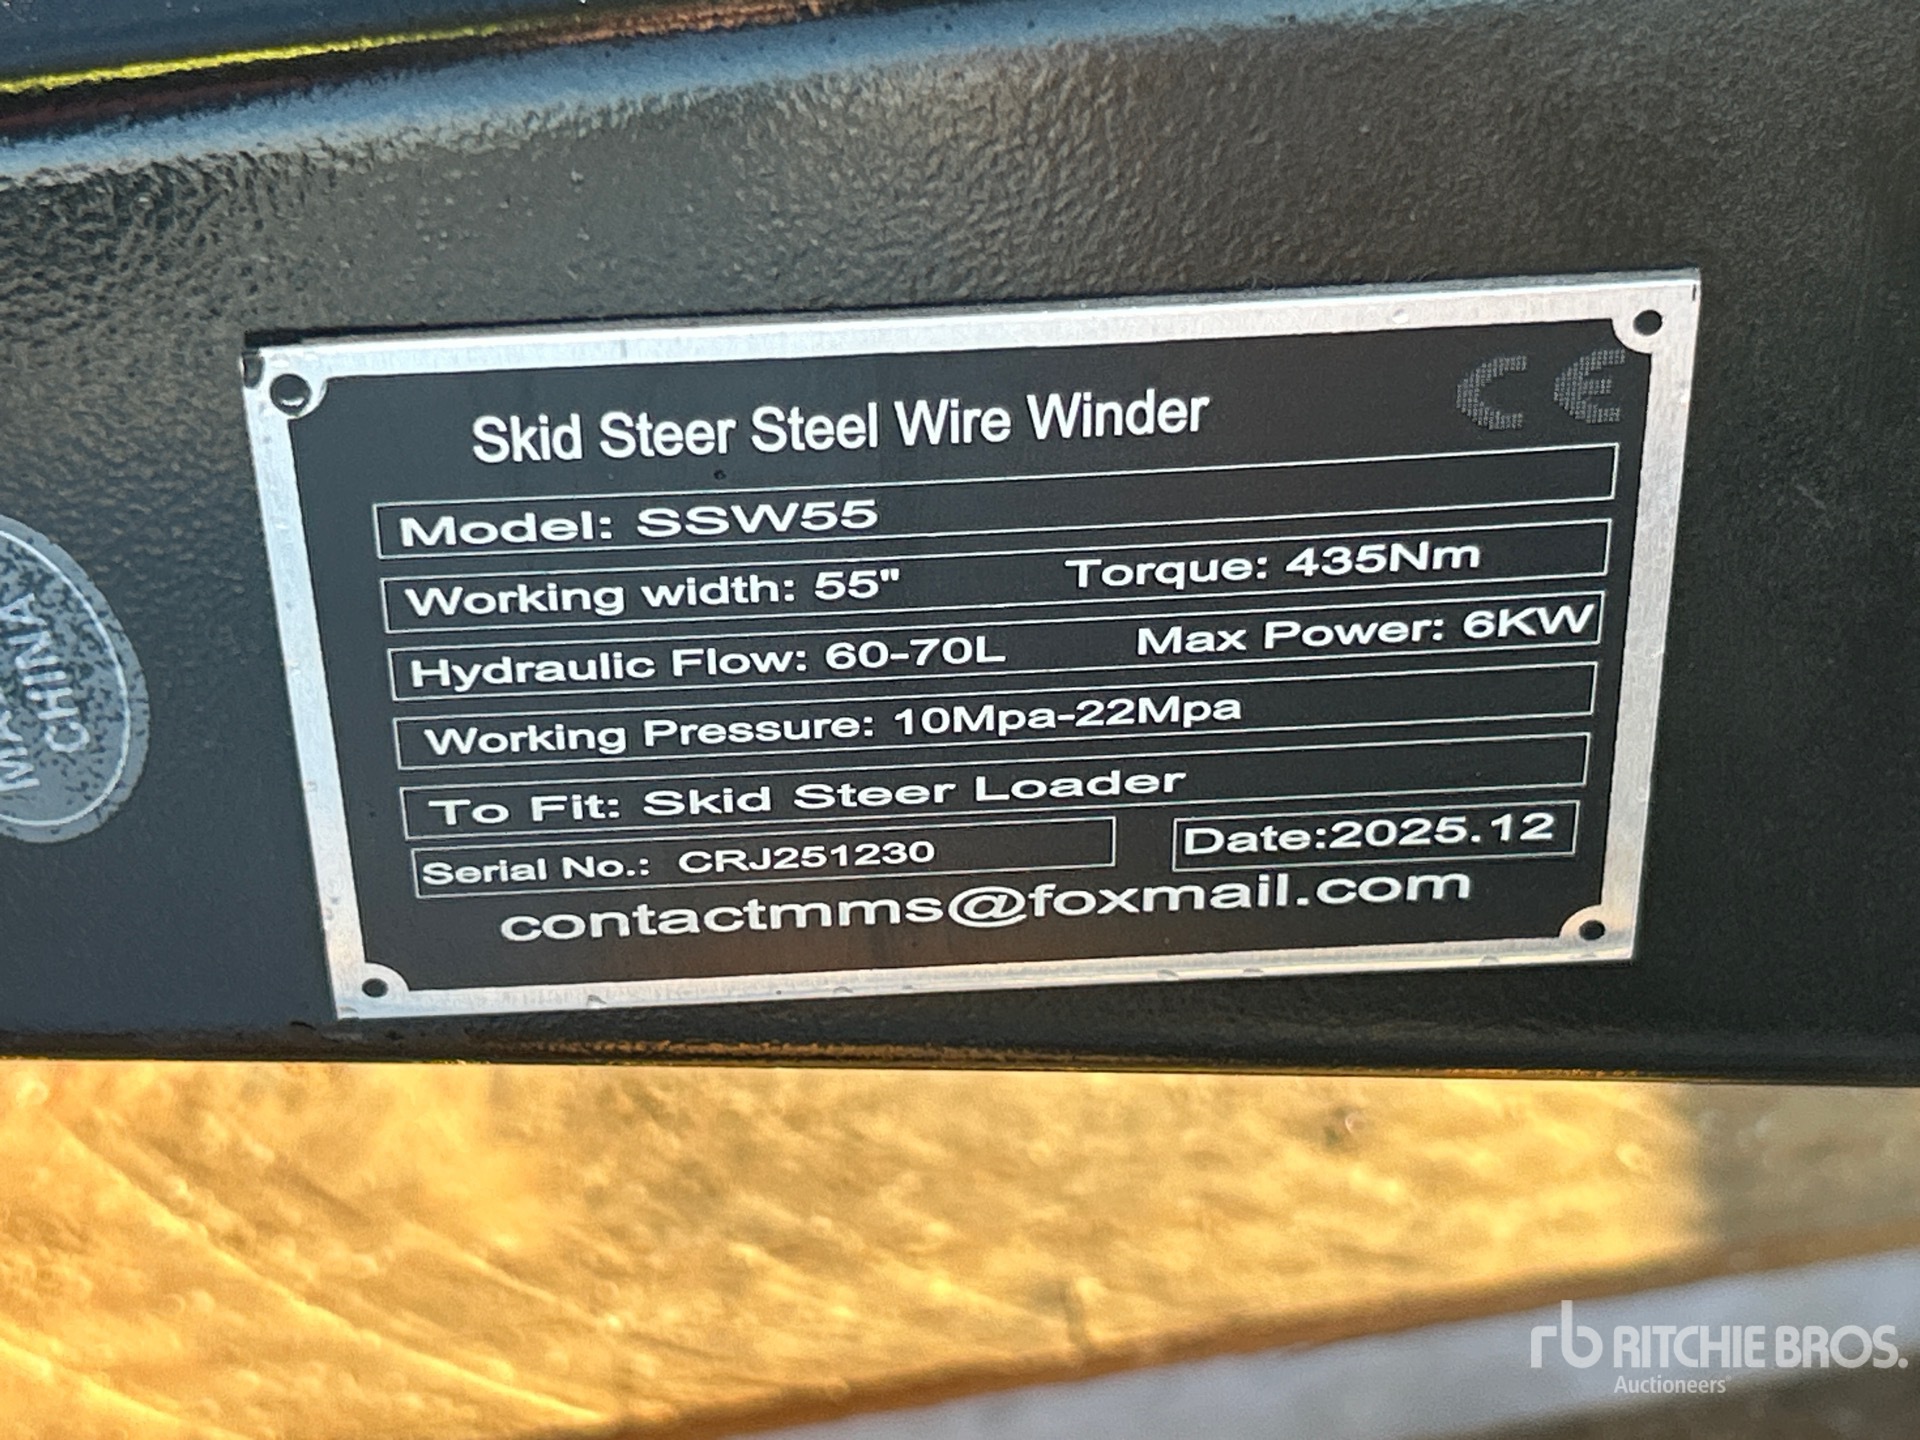 Skid Steer Steel Wire Winder
CE
Model: SSW55
Working width: 55" Torque: 435Nm
Hydraulic Flow: 60-70L Max Power: 6KW
Working Pressure: 10Mpa-22Mpa
To Fit: Skid Steer Loader
Serial No.: CRJ251230 Date:2025.12
contactmms@foxmail.com
CHINA
rb RITCHIE BROS.
Auctioneers